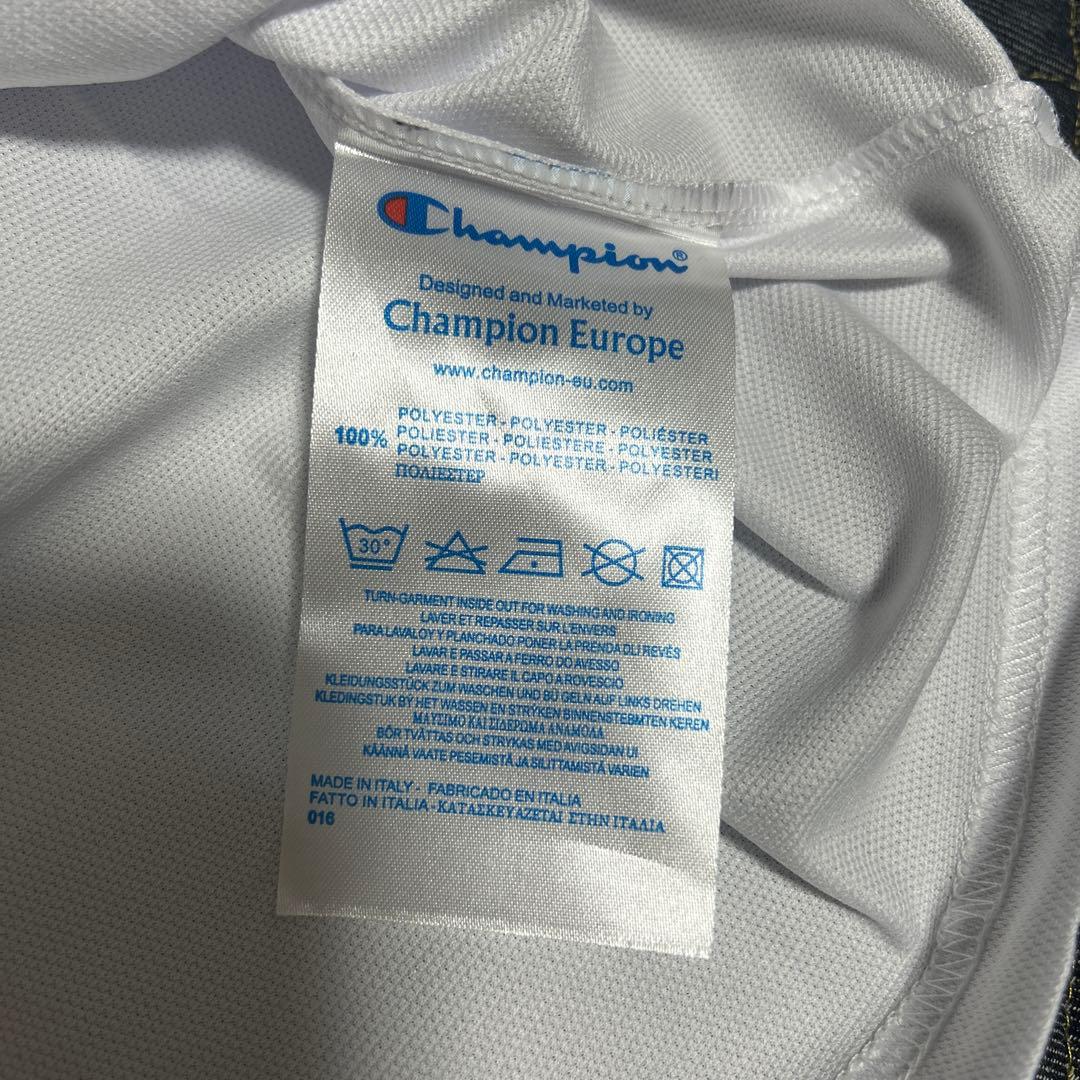 Champion®
Designed and Marketed by
Champion Europe
www.champion-eu.com
100% POLYESTER - POLYESTER - POLIÉSTER
POLIESTER - POLIESTERE - POLYESTER
POLYESTER - POLYESTER - POLYESTERI
ΠΟΛΙΕΣΤΕΡ
30°
TURN-GARMENT INSIDE OUT FOR WASHING AND IRONING
LAVER ET REPASSER SUR L'ENVERS
PARA LAVALOY Y PLANCHADO PONER LA PRENDA DLI REVÉS
LAVAR E PASSAR A FERRO DO AVESSO
LAVARE E STIRARE IL CAPO A ROVESCIO
KLEIDUNGSSTÜCK ZUM WASCHEN UND BÜ GELN AUF LINKS DREHEN
KLEDINGSTUK BY HET WASSEN EN STRYKEN BINNENSTEBMTEN KEREN
ΜΑΥΣΙΜΟ ΚΑΙ ΣΙΔΕΡΩΜΑ ΑΝΑΜΟΔΑ
BÖR TVÄTTAS OCH STRYKAS MED AVIGSIDAN UI
KÄÄNNÄ VAATE PESEMISTÄ JA SILITTAMISTÄ VARIEN
MADE IN ITALY - FABRICADO EN ITALIA
FATTO IN ITALIA - ΚΑΤΑΣΚΕΥΑΖΕΤΑΙ ΣΤΗΝ ΙΤΑΛΙΑ
016